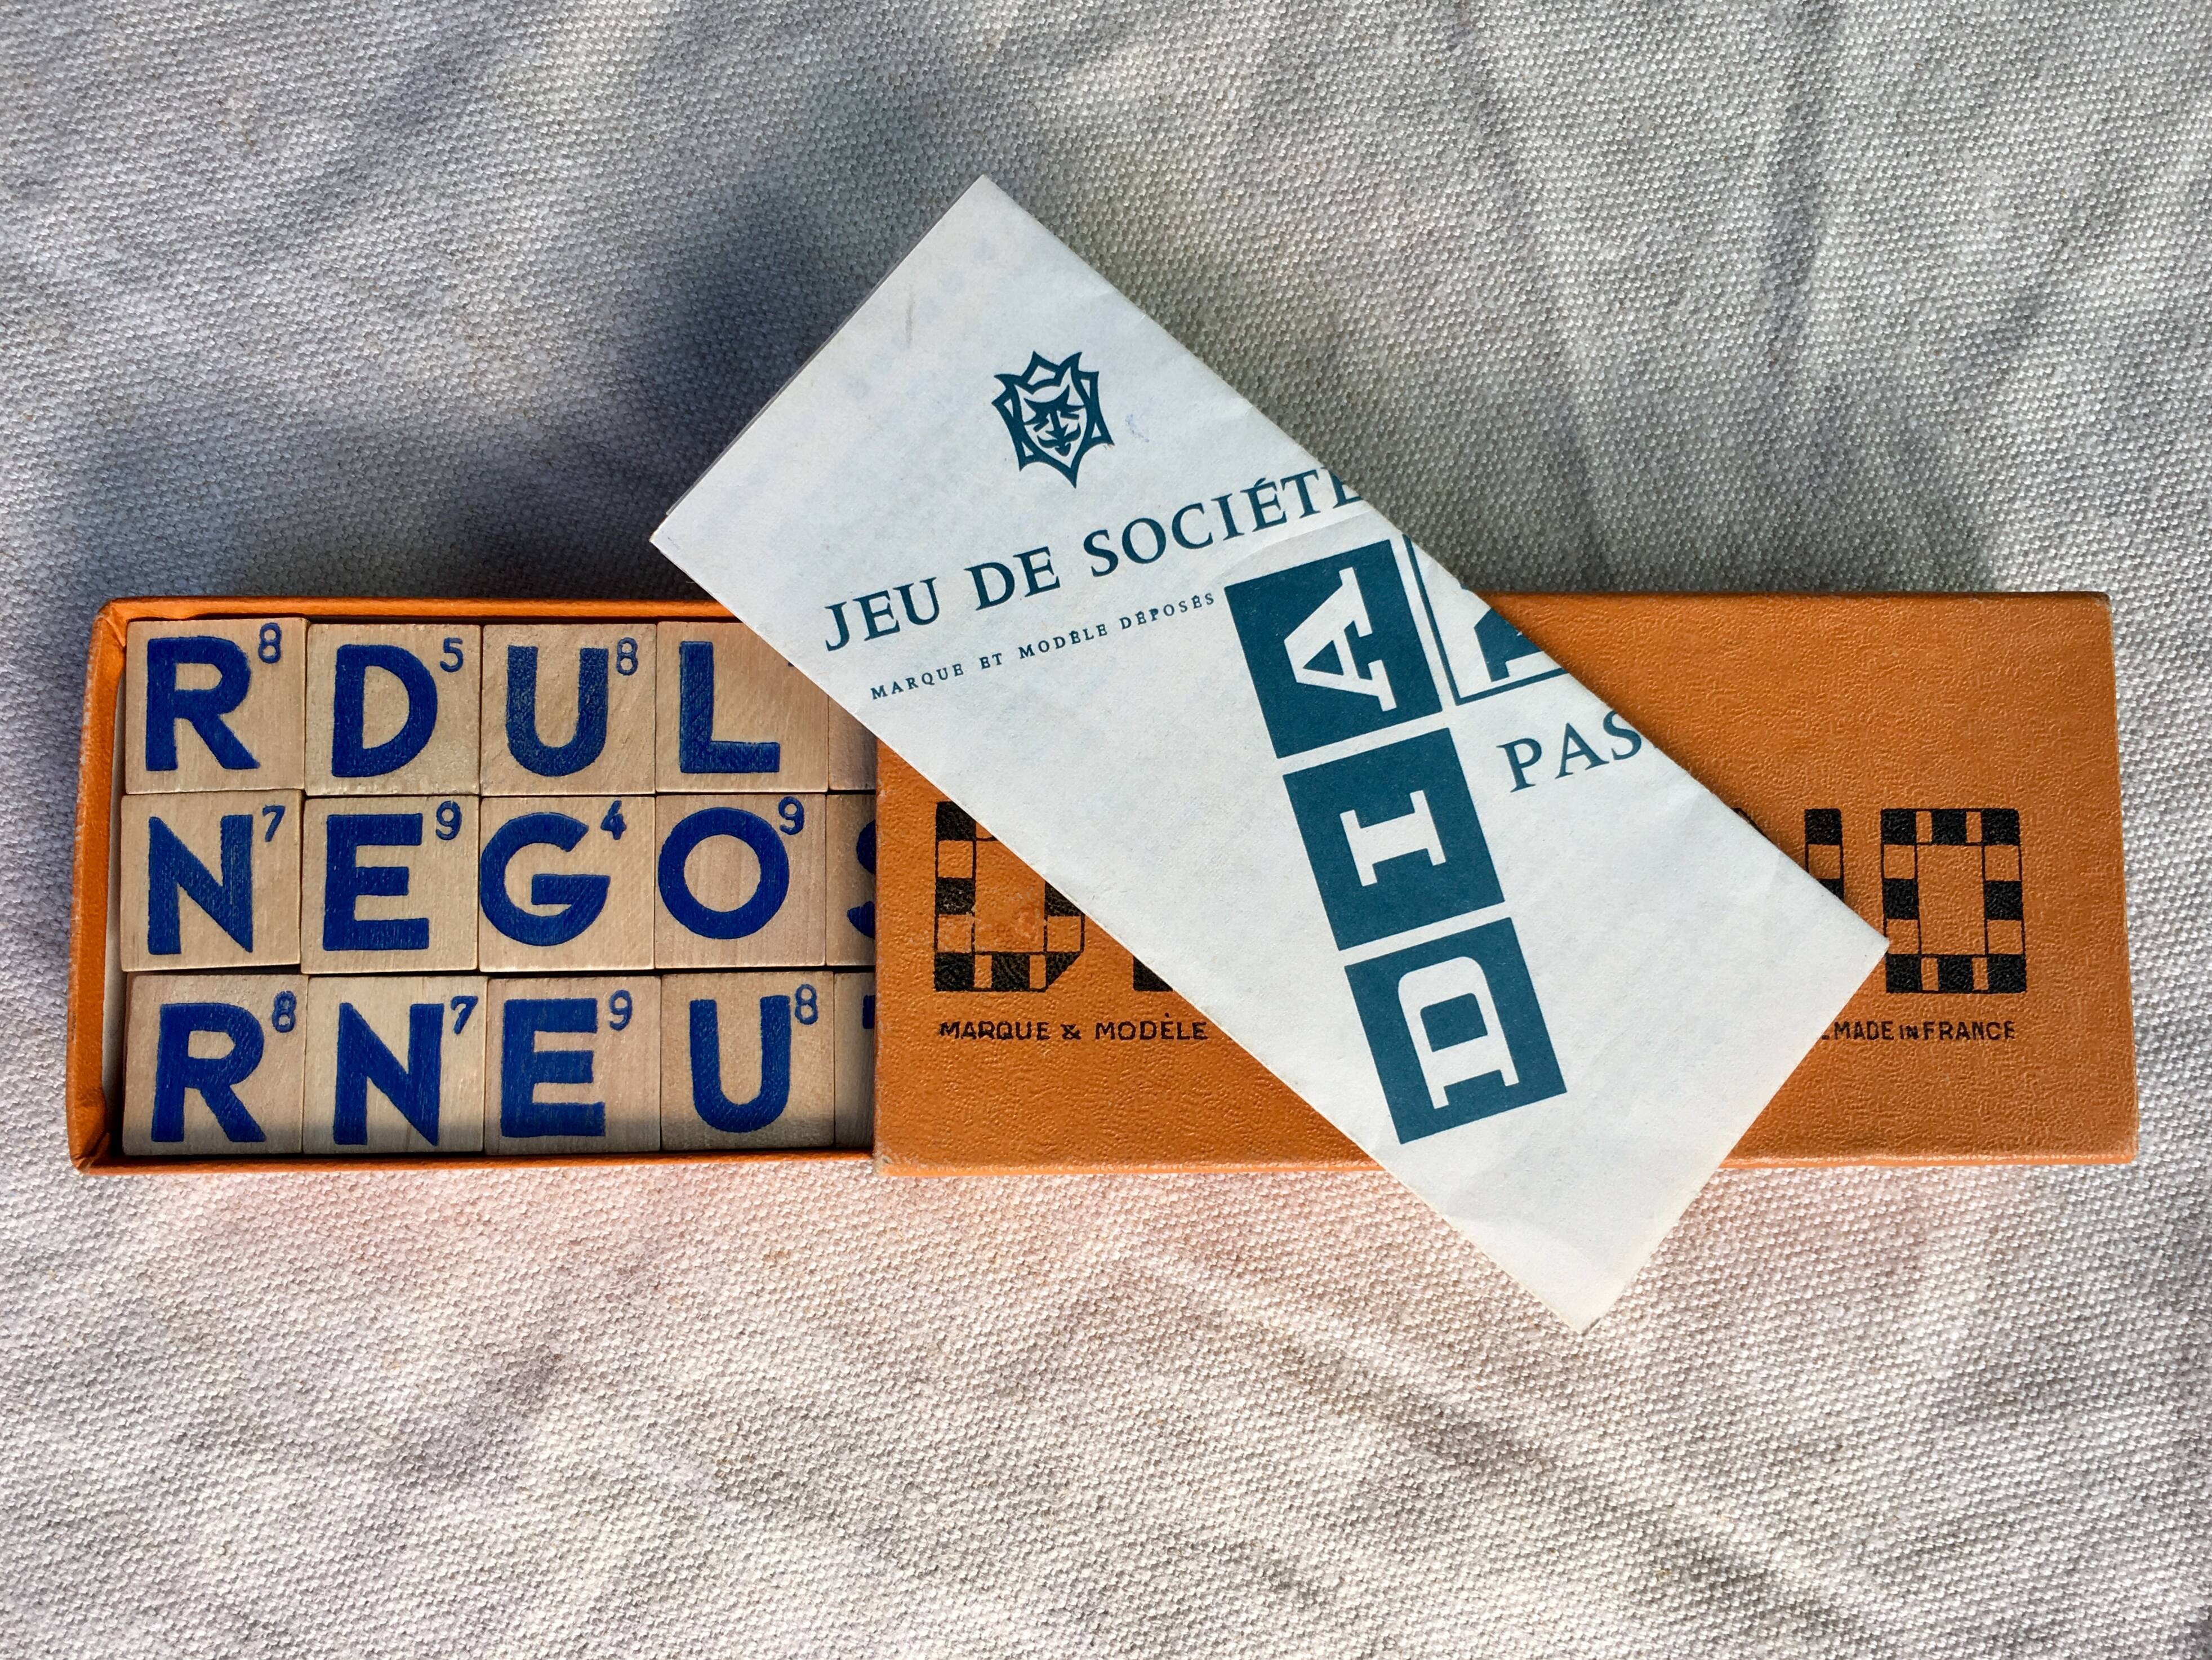 R8 D5 U8 L
N7 E9 G4 O9
R8 N7 E9 U8
JEU DE SOCIÉTÉ
MARQUE ET MODÈLE DÉPOSÉS
DIA
MARQUE & MODÈLE
MADE IN FRANCE